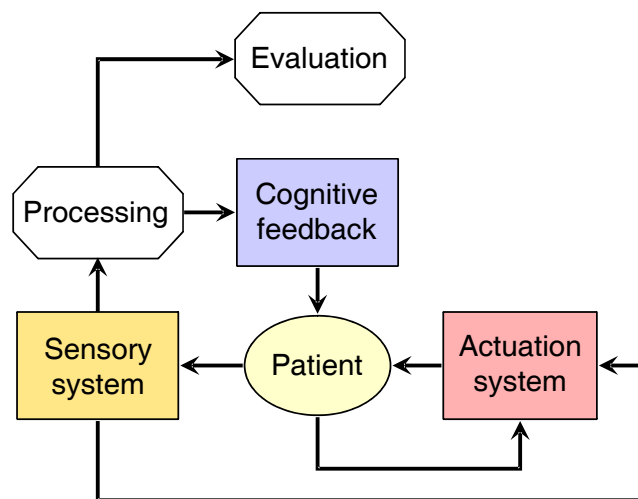 Evaluation
Processing
Cognitive
feedback
Sensory
system
Patient
Actuation
system